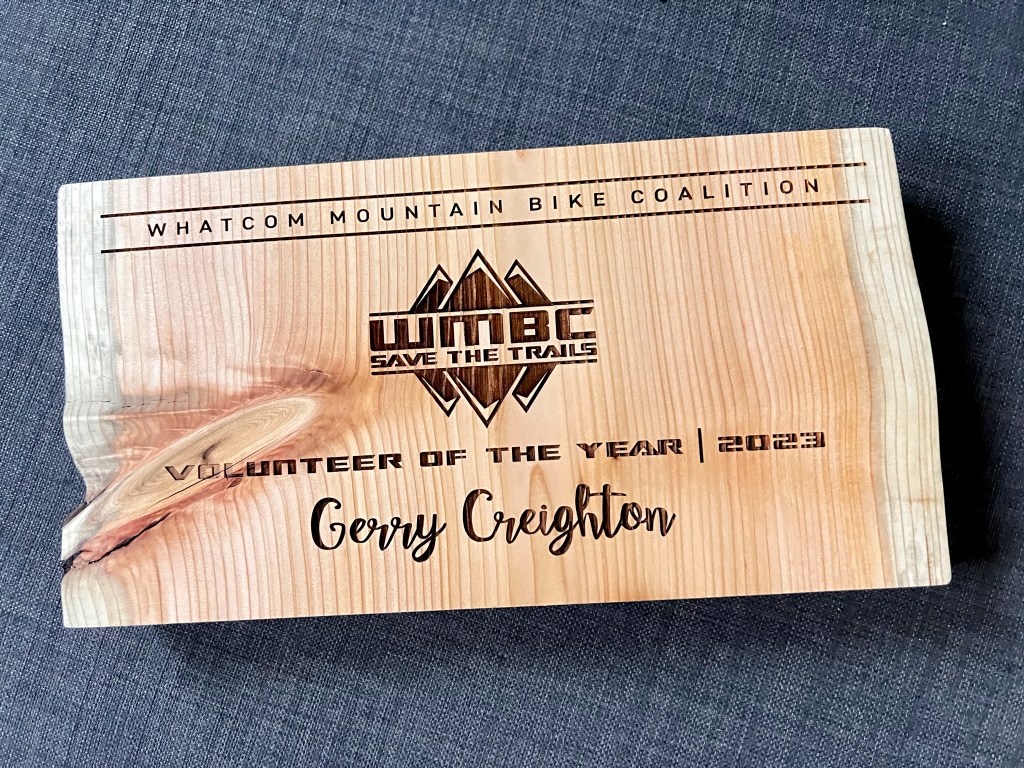 WHATCOM MOUNTAIN BIKE COALITION
WMBC
SAVE THE TRAILS
VOLUNTEER OF THE YEAR | 2023
Gerry Creighton